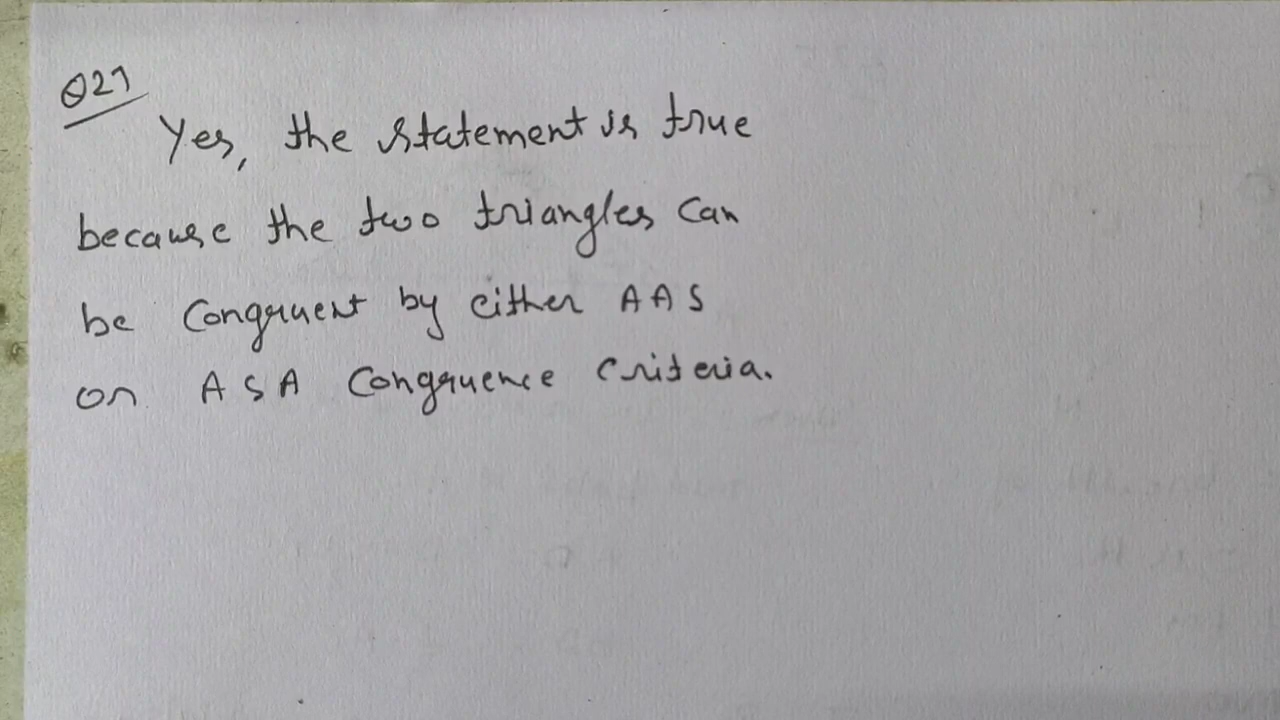 Q21
Yes, the statement is true
because the two triangles can
be Congruent by either AAS
or ASA Congruence Criteria.